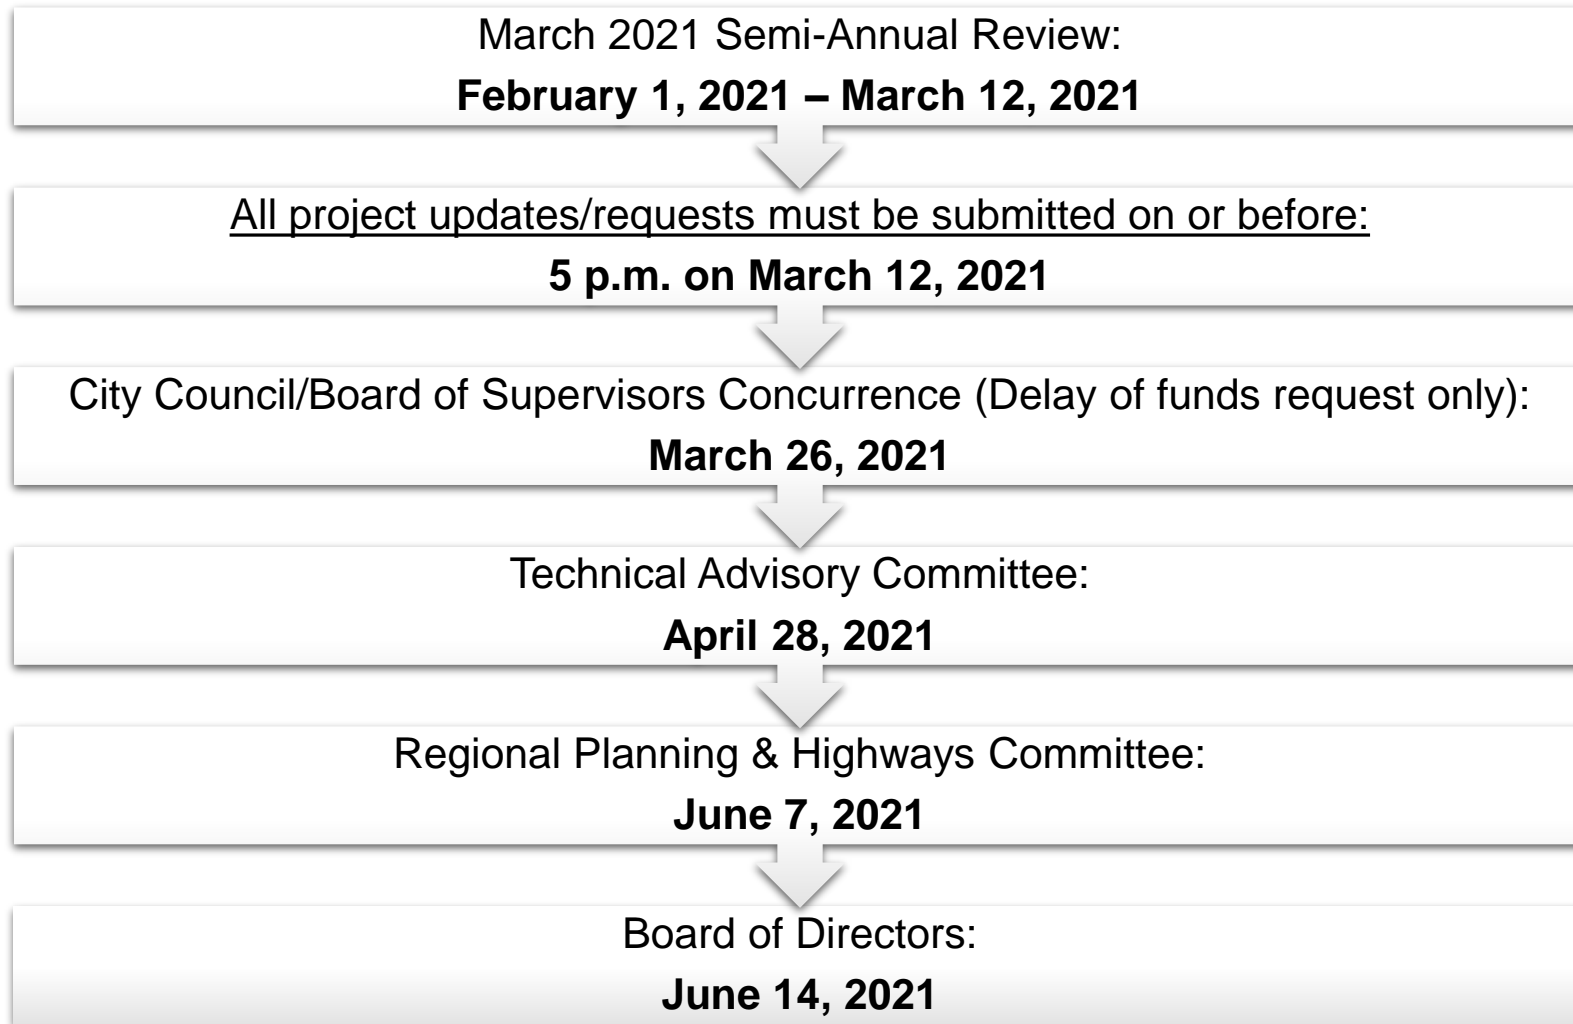 March 2021 Semi-Annual Review:
February 1, 2021 – March 12, 2021
All project updates/requests must be submitted on or before:
5 p.m. on March 12, 2021
City Council/Board of Supervisors Concurrence (Delay of funds request only):
March 26, 2021
Technical Advisory Committee:
April 28, 2021
Regional Planning & Highways Committee:
June 7, 2021
Board of Directors:
June 14, 2021